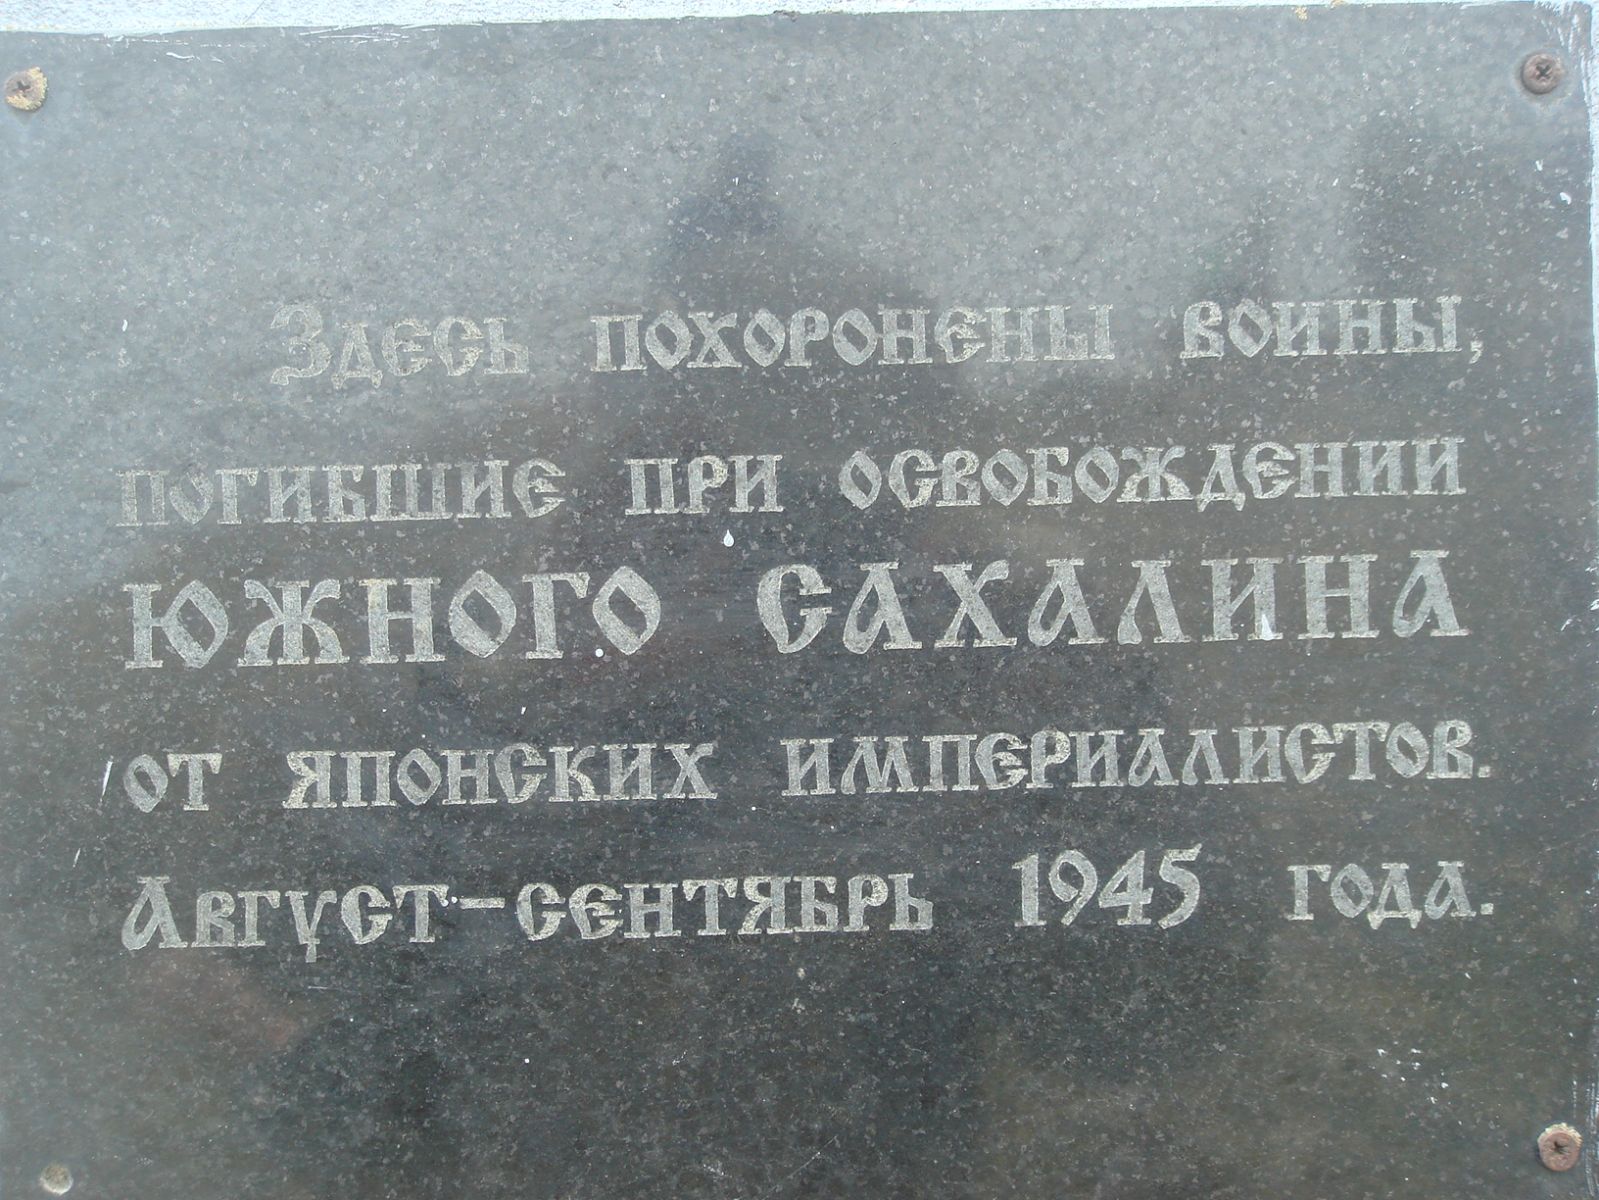 Здесь похоронены воины,
погибшие при освобождении
Южного Сахалина
от японских империалистов.
Август-сентябрь 1945 года.